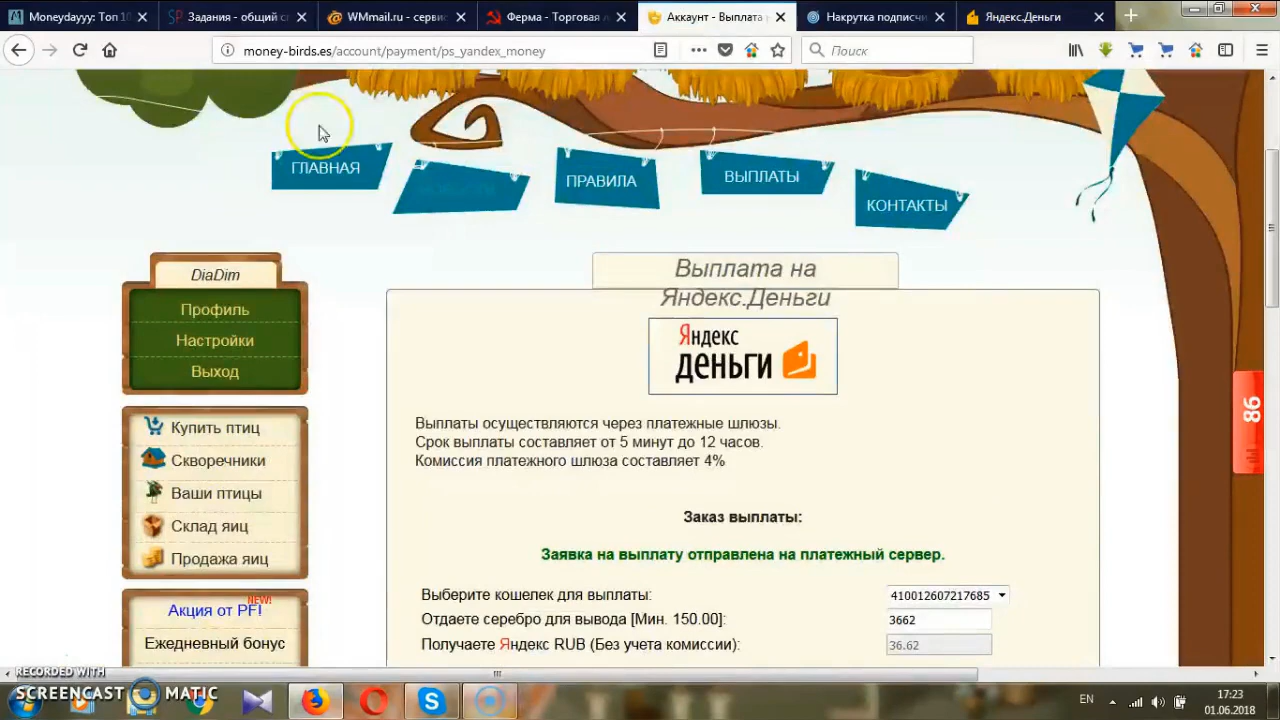 Moneydayyy: Топ 10
Задания - общий сп
WMmail.ru - серви
Ферма - Торговая л
Аккаунт - Выплата н
Накрутка подписчи
Яндекс.Деньги
money-birds.es/account/payment/ps_yandex_money
Поиск
ГЛАВНАЯ
ПРАВИЛА
ВЫПЛАТЫ
КОНТАКТЫ
DiaDim
Профиль
Настройки
Выход
Купить птиц
Скворечники
Ваши птицы
Склад яиц
Продажа яиц
NEW!
Акция от PF!
Ежедневный бонус
Выплата на
Яндекс.Деньги
Яндекс
деньги
Выплаты осуществляются через платежные шлюзы.
Срок выплаты составляет от 5 минут до 12 часов.
Комиссия платежного шлюза составляет 4%
Заказ выплаты:
Заявка на выплату отправлена на платежный сервер.
Выберите кошелек для выплаты:
410012607217685
Отдаете серебро для вывода [Мин. 150.00]:
3662
Получаете Яндекс RUB (Без учета комиссии):
36.62
86
RECORDED WITH
SCREENCAST MATIC
EN
17:23
01.06.2018